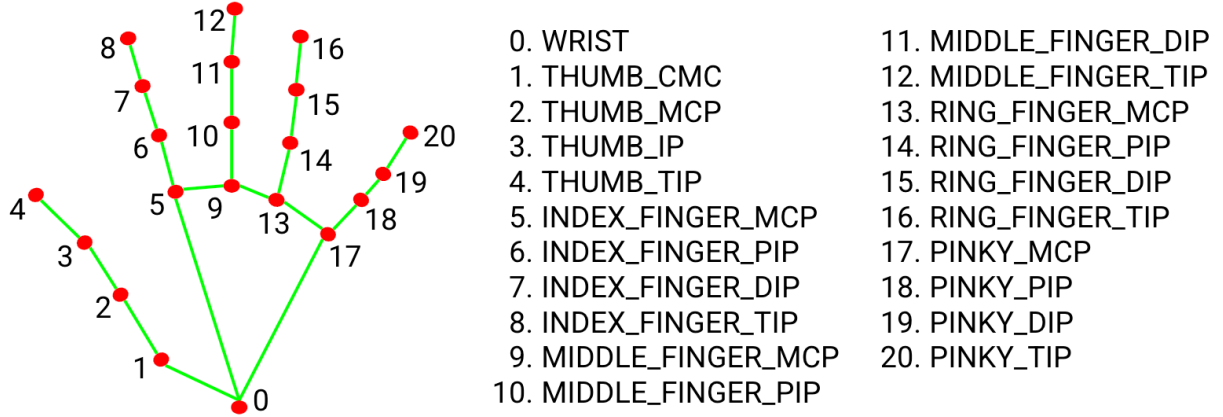 12
8
16
11
7
15
10
6
14
20
19
4
5
9
13
18
3
17
2
1
0
0. WRIST
1. THUMB_CMC
2. THUMB_MCP
3. THUMB_IP
4. THUMB_TIP
5. INDEX_FINGER_MCP
6. INDEX_FINGER_PIP
7. INDEX_FINGER_DIP
8. INDEX_FINGER_TIP
9. MIDDLE_FINGER_MCP
10. MIDDLE_FINGER_PIP
11. MIDDLE_FINGER_DIP
12. MIDDLE_FINGER_TIP
13. RING_FINGER_MCP
14. RING_FINGER_PIP
15. RING_FINGER_DIP
16. RING_FINGER_TIP
17. PINKY_MCP
18. PINKY_PIP
19. PINKY_DIP
20. PINKY_TIP